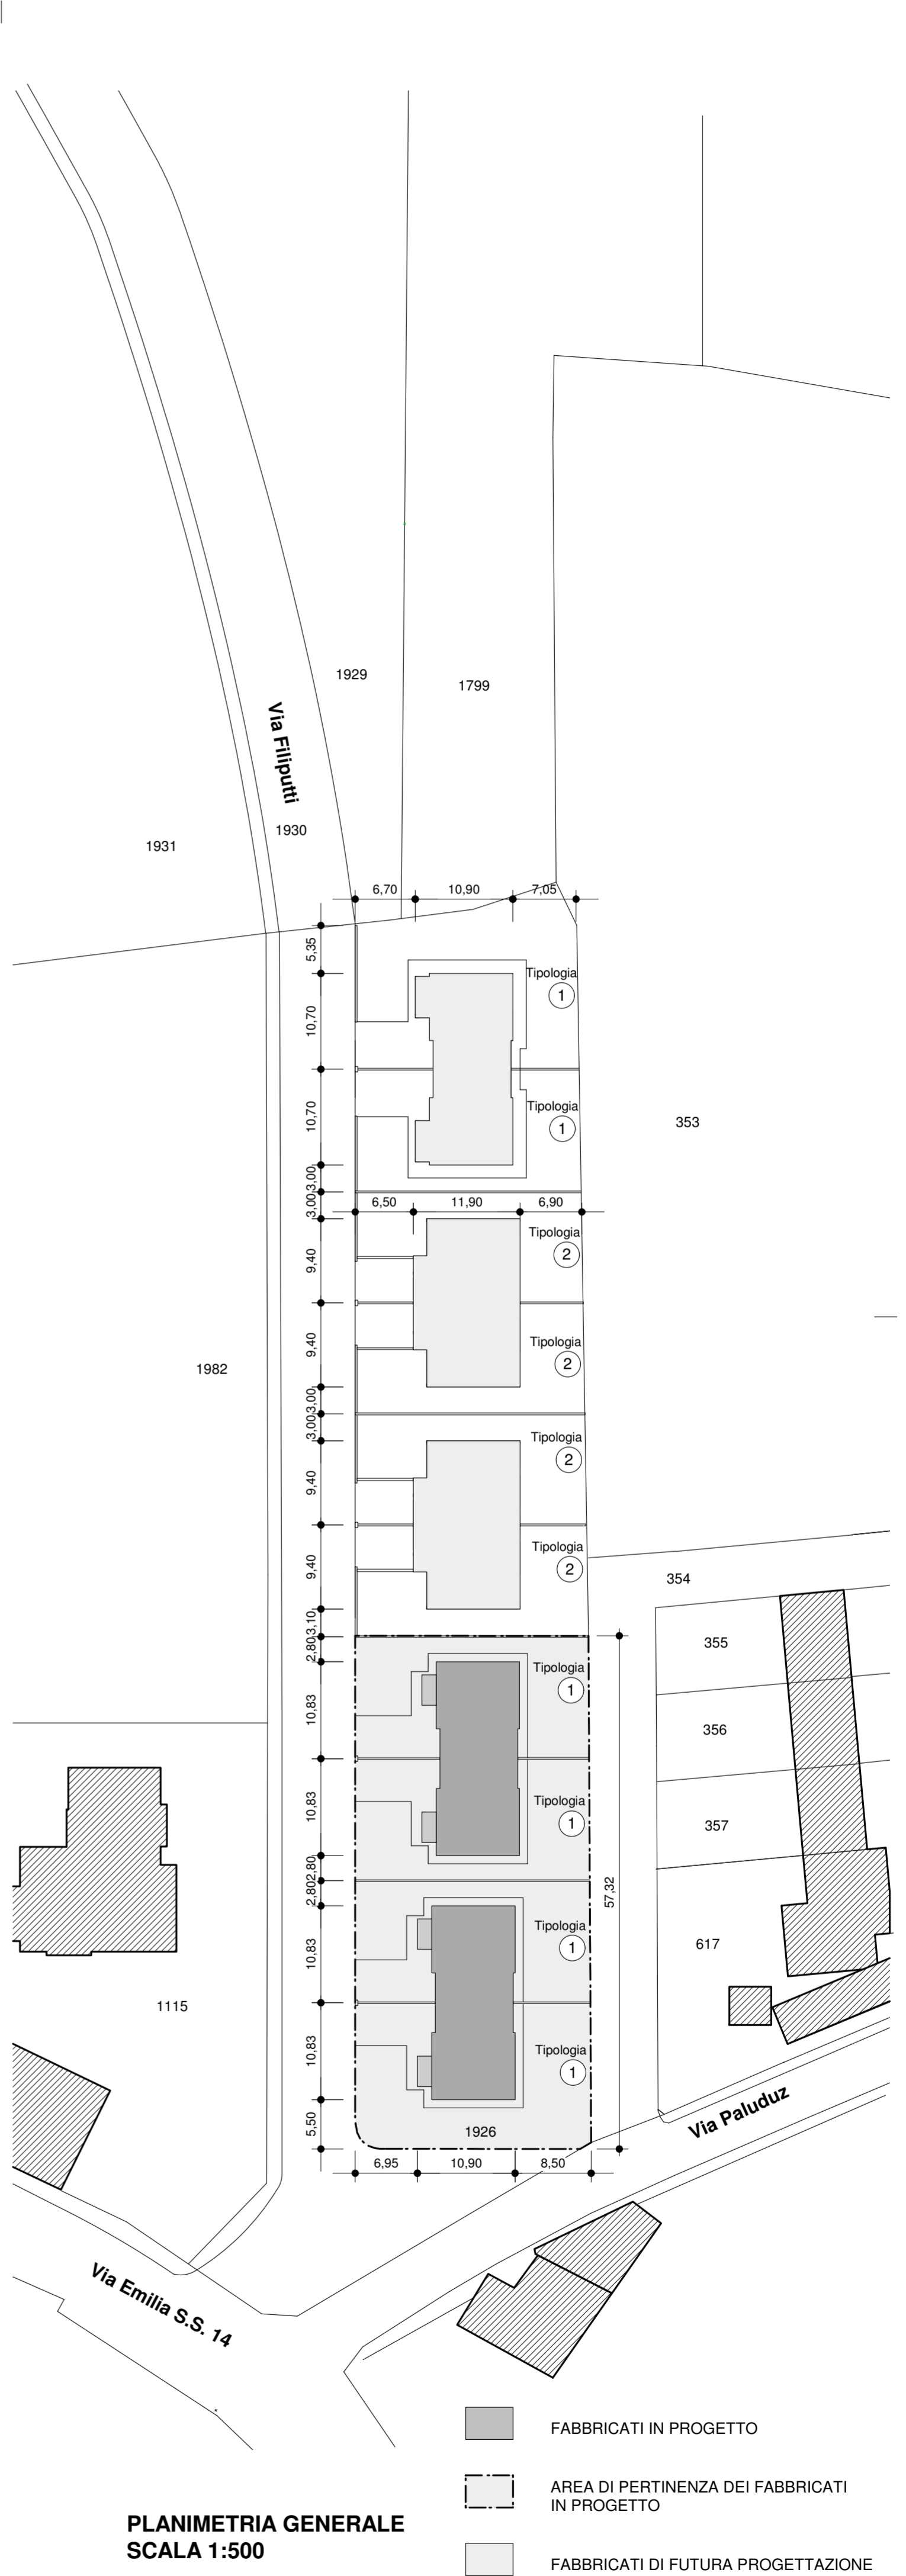 1929
1799
Via Filiputti
1930
1931
6,70
10,90
7,05
5,35
Tipologia
1
10,70
Tipologia
1
10,70
353
3,00
3,00
6,50
11,90
6,90
Tipologia
2
9,40
Tipologia
2
9,40
1982
3,00
3,00
Tipologia
2
9,40
Tipologia
2
9,40
354
3,10
2,80
355
Tipologia
1
10,83
356
Tipologia
1
10,83
357
2,80
2,80
57,32
Tipologia
1
10,83
617
1115
Tipologia
1
10,83
Via Paluduz
5,50
1926
6,95
10,90
8,50
Via Emilia S.S. 14
FABBRICATI IN PROGETTO
AREA DI PERTINENZA DEI FABBRICATI
IN PROGETTO
PLANIMETRIA GENERALE
SCALA 1:500
FABBRICATI DI FUTURA PROGETTAZIONE